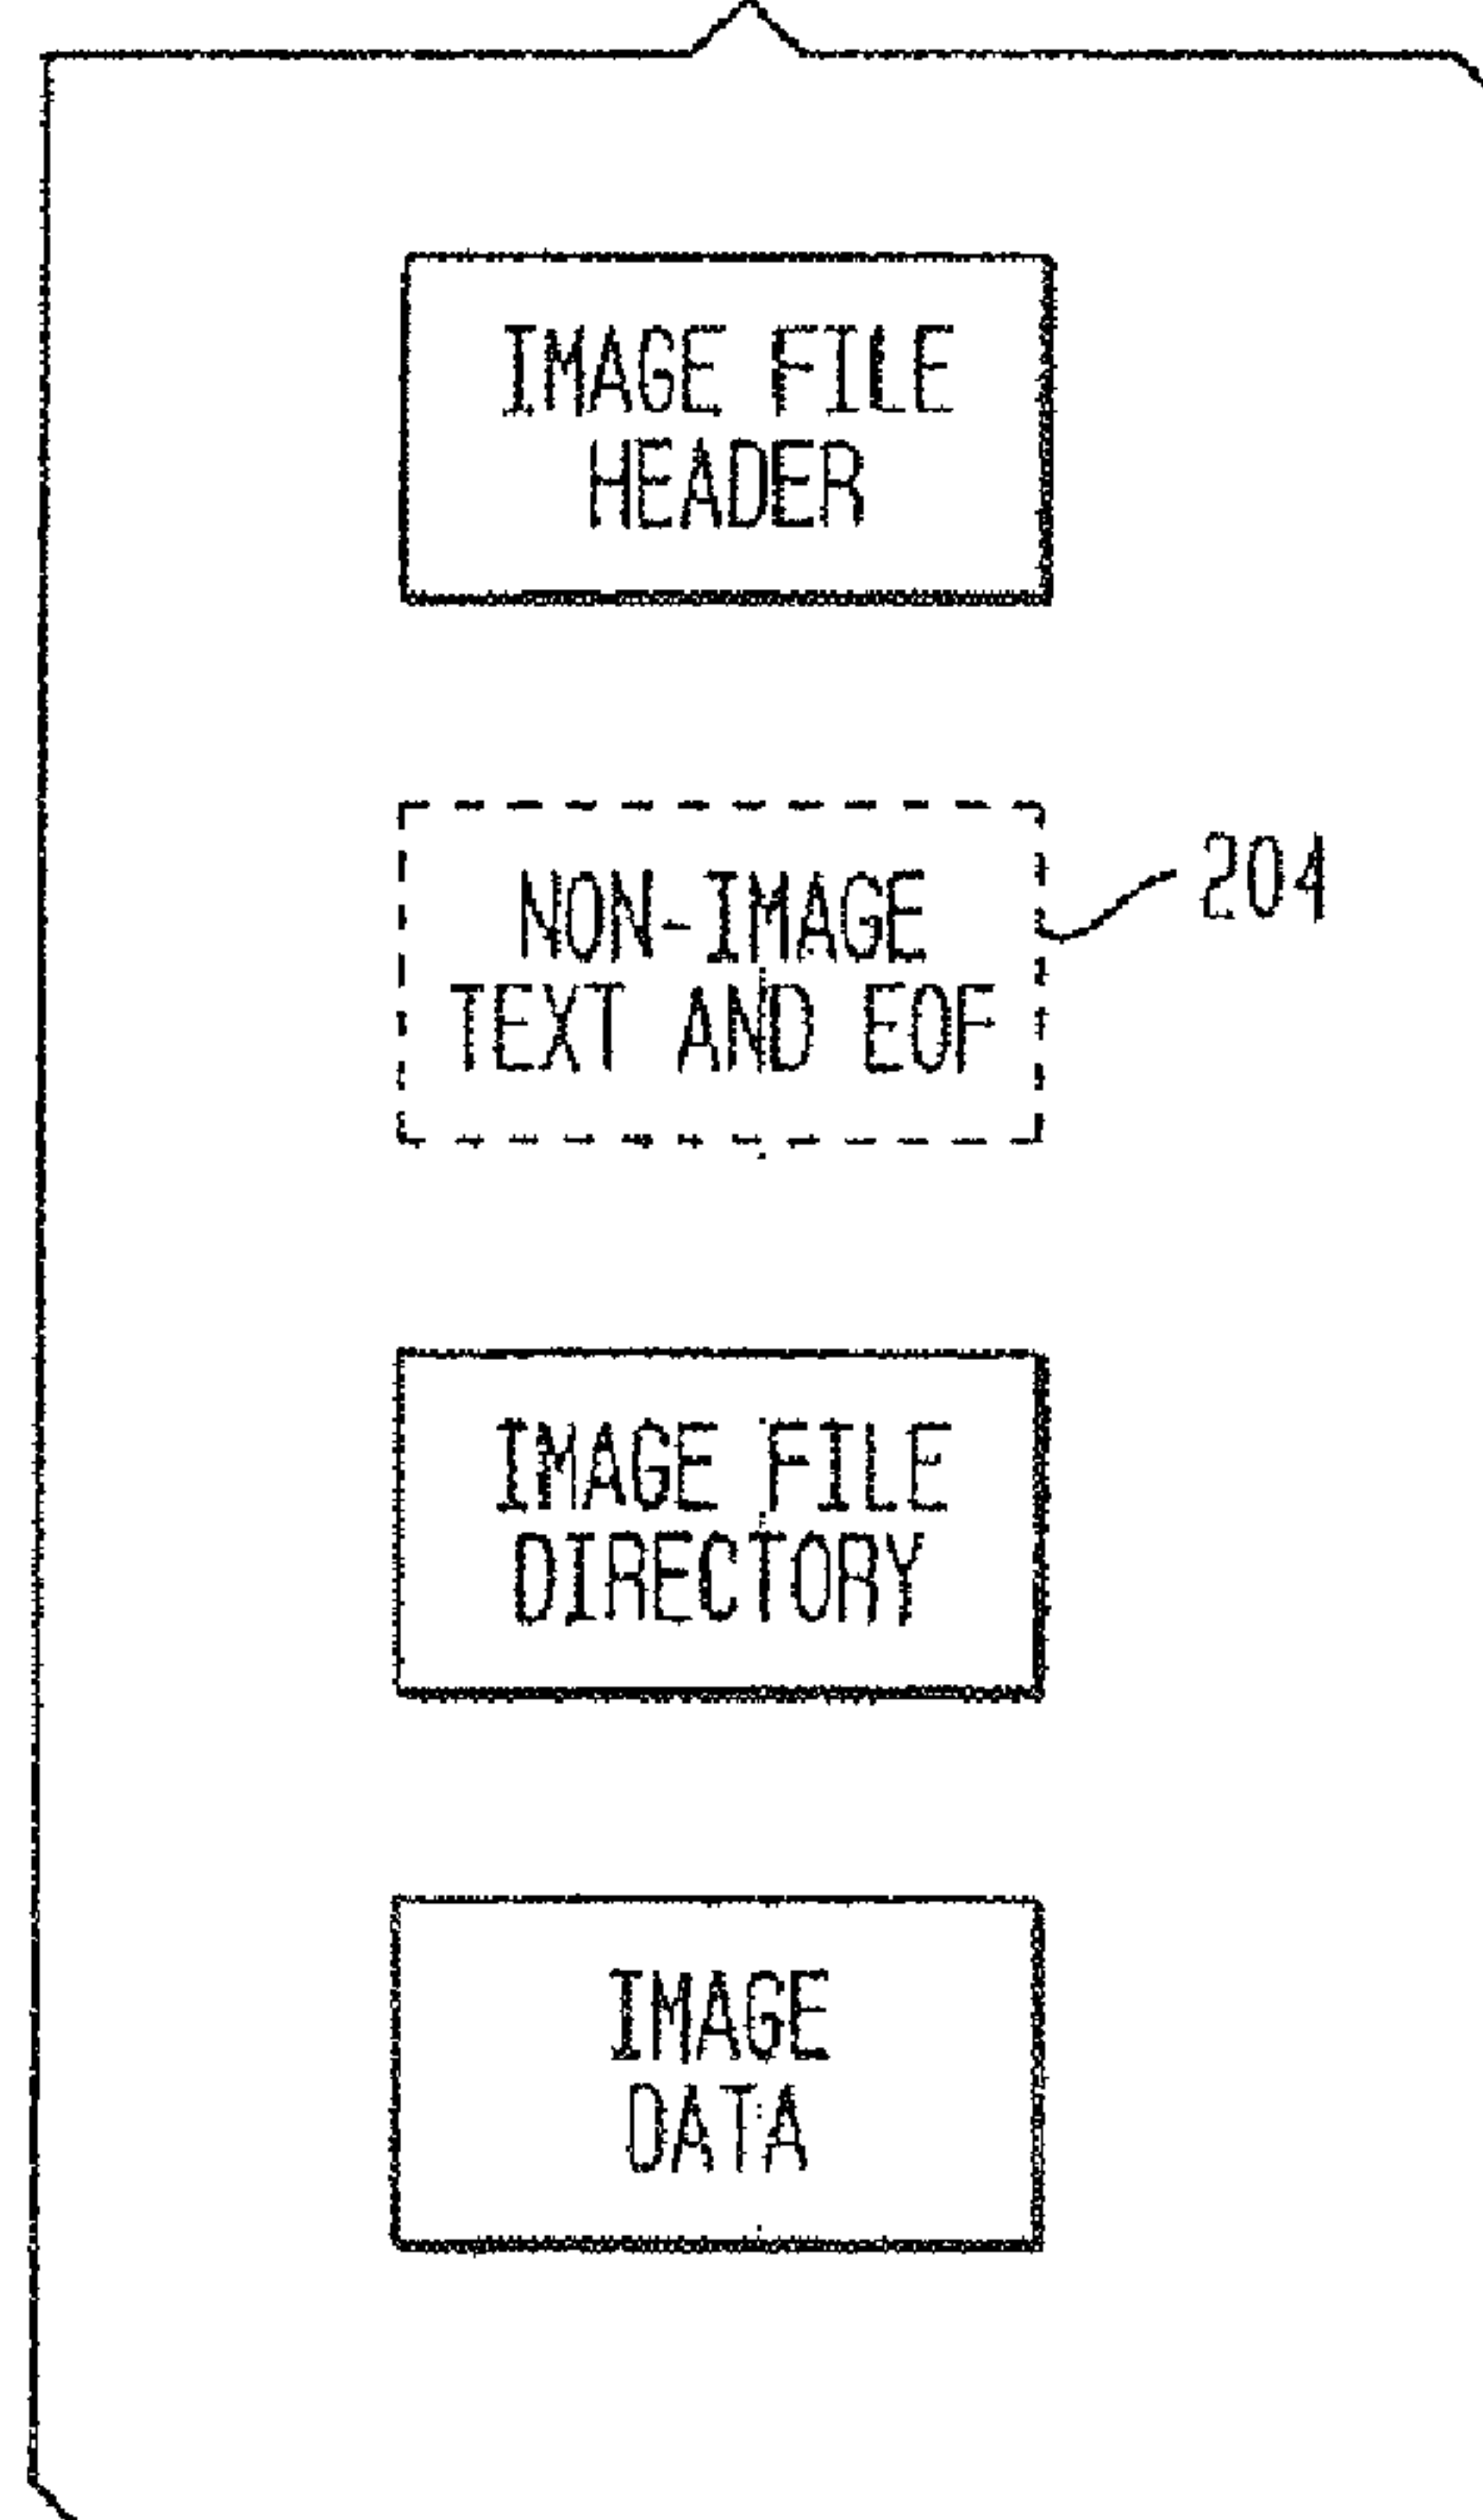 IMAGE FILE
HEADER
NON-IMAGE
TEXT AND EOF
204
IMAGE FILE
DIRECTORY
IMAGE
DATA